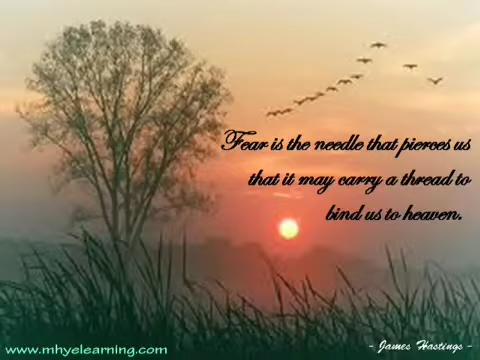 Fear is the needle that pierces us
that it may carry a thread to
bind us to heaven.
- James Hastings -
www.mhyelearning.com